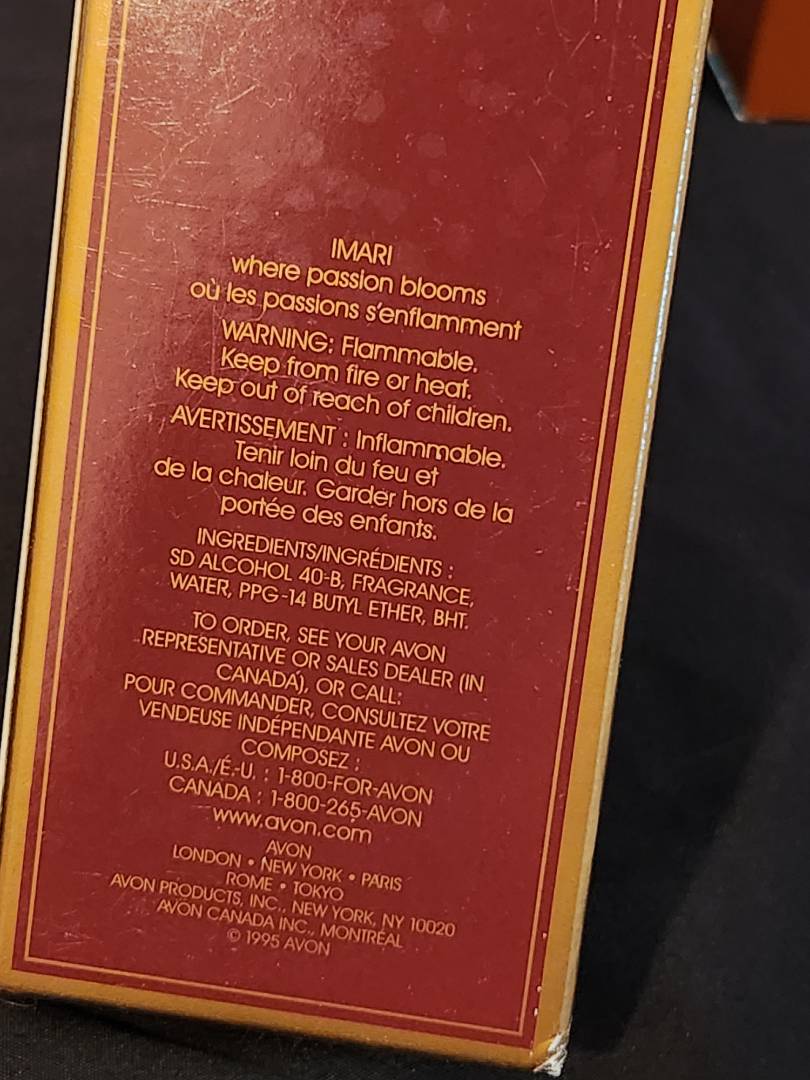 IMARI
where passion blooms
où les passions s'enflamment
WARNING: Flammable.
Keep from fire or heat.
Keep out of reach of children.
AVERTISSEMENT : Inflammable.
Tenir loin du feu et
de la chaleur. Garder hors de la
portée des enfants.
INGREDIENTS/INGRÉDIENTS :
SD ALCOHOL 40-B, FRAGRANCE,
WATER, PPG-14 BUTYL ETHER, BHT.
TO ORDER, SEE YOUR AVON
REPRESENTATIVE OR SALES DEALER (IN
CANADA), OR CALL:
POUR COMMANDER, CONSULTEZ VOTRE
VENDEUSE INDÉPENDANTE AVON OU
COMPOSEZ :
U.S.A./É.-U. : 1-800-FOR-AVON
CANADA : 1-800-265-AVON
www.avon.com
AVON
LONDON • NEW YORK • PARIS
ROME • TOKYO
AVON PRODUCTS, INC., NEW YORK, NY 10020
AVON CANADA INC., MONTRÉAL
© 1995 AVON